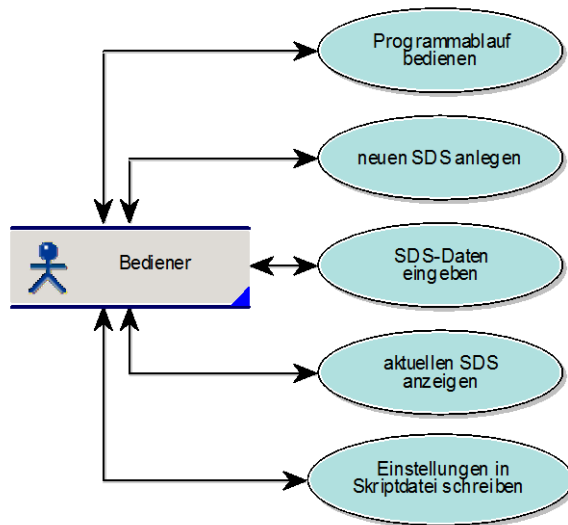 Programmablauf
bedienen
neuen SDS anlegen
Bediener
SDS-Daten
eingeben
aktuellen SDS
anzeigen
Einstellungen in
Skriptdatei schreiben